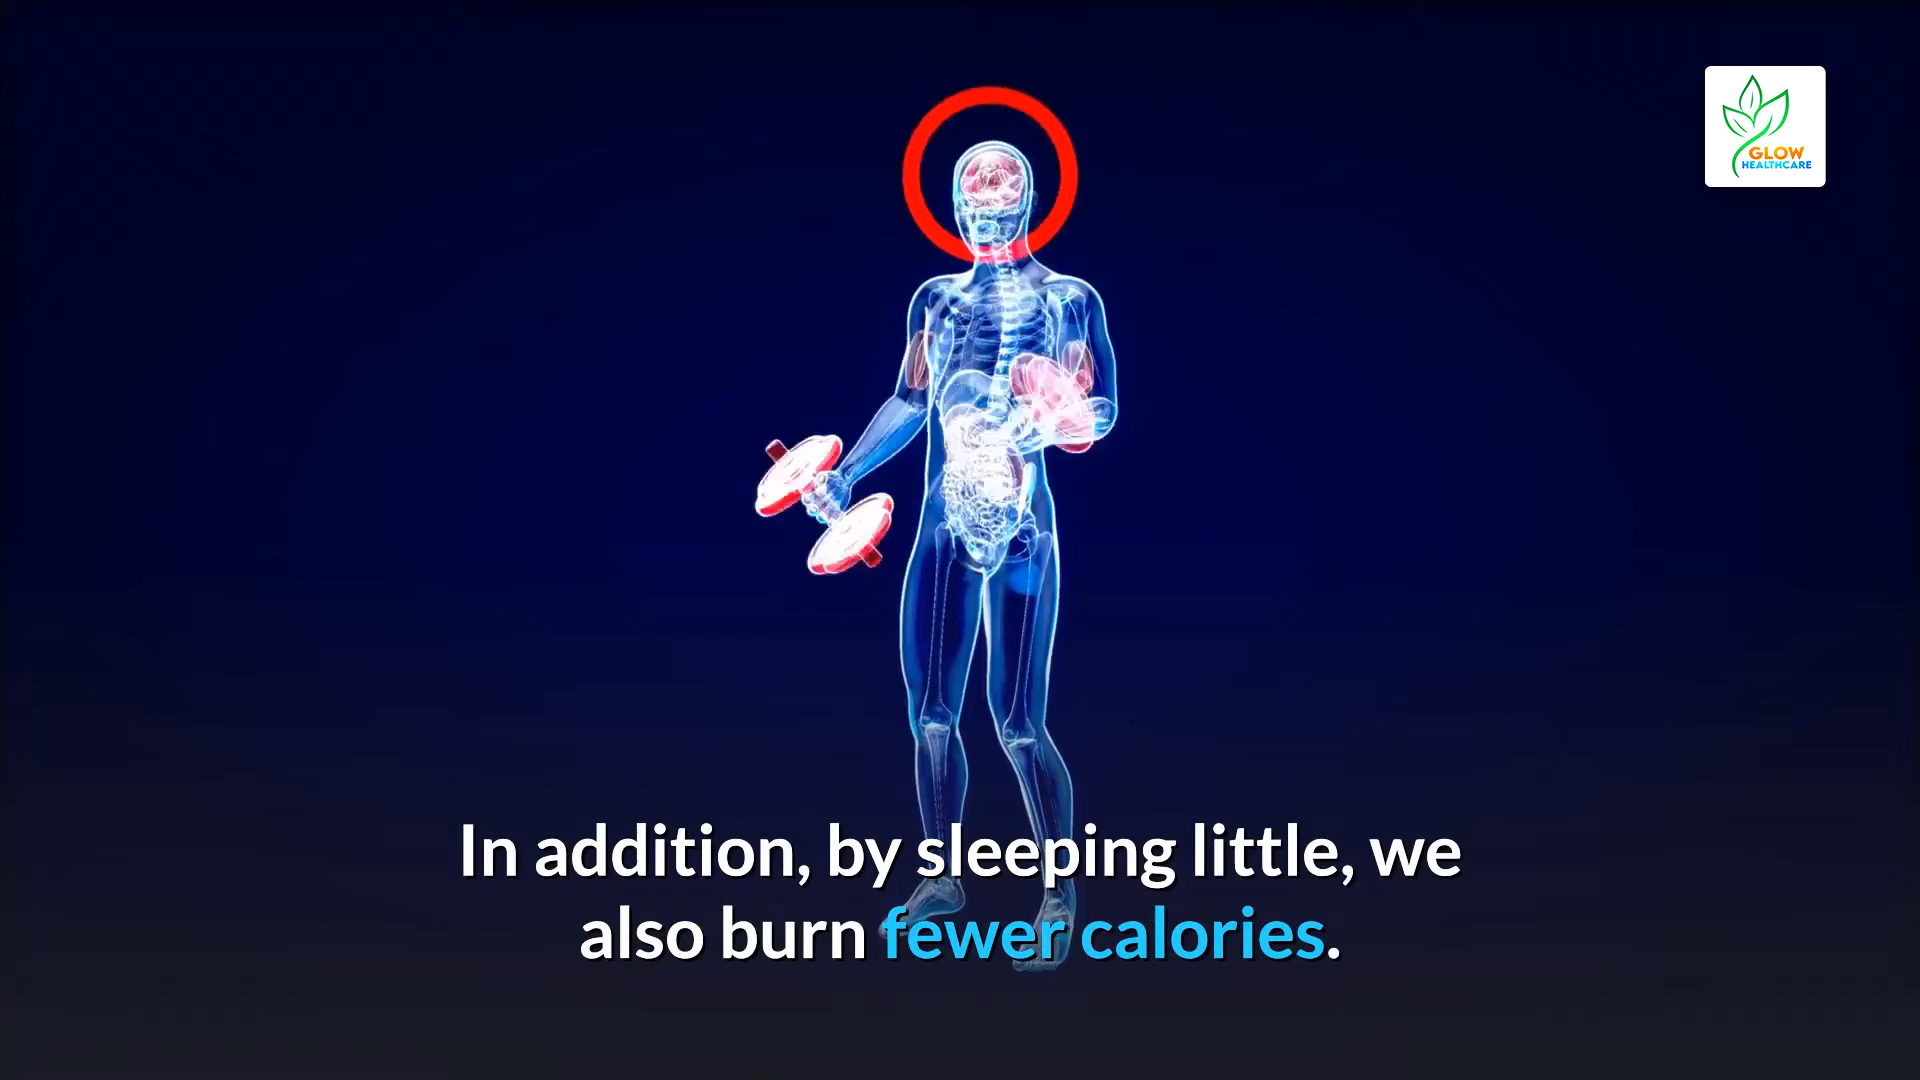 GLOW
HEALTHCARE
In addition, by sleeping little, we
also burn fewer calories.